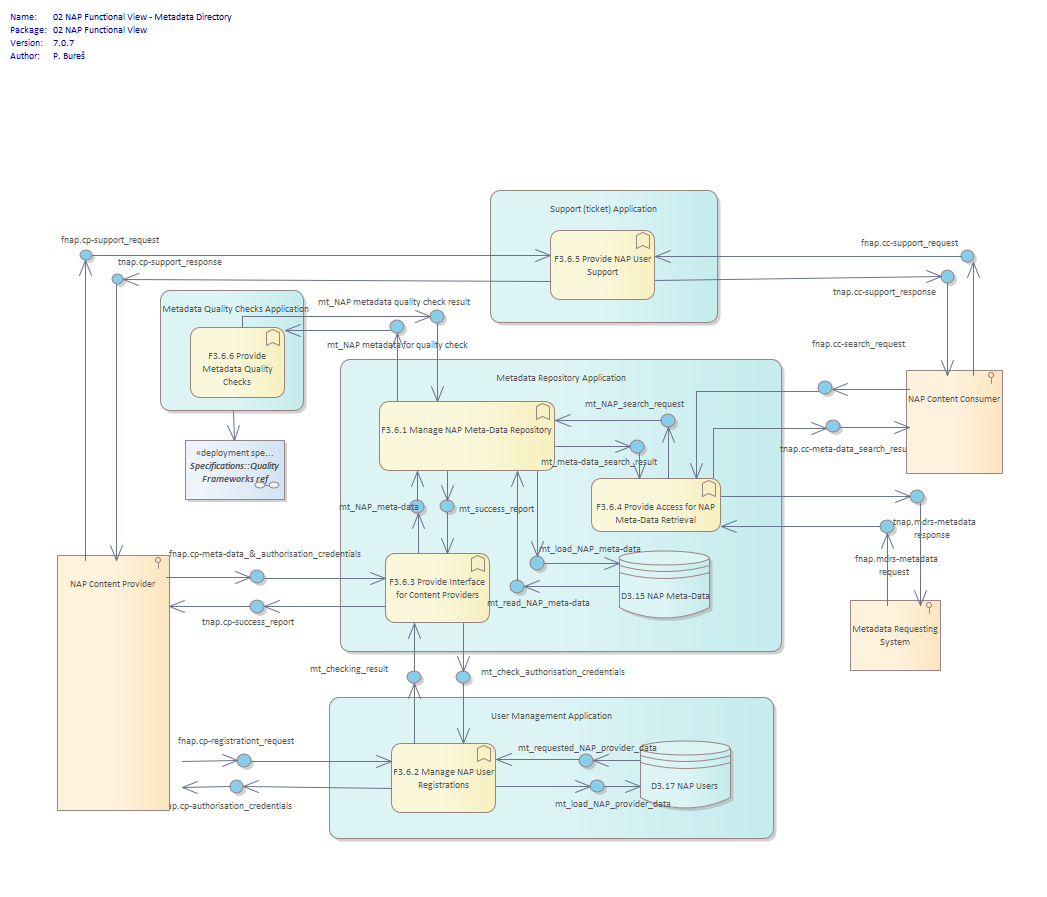 Name: 02 NAP Functional View - Metadata Directory
Package: 02 NAP Functional View
Version: 7.0.7
Author: P. Bureš
Support (ticket) Application
F3.6.5 Provide NAP User
Support
fnap.cp-support_request
tnap.cp-support_response
fnap.cc-support_request
tnap.cc-support_response
Metadata Quality Checks Application
mt_NAP metadata quality check result
mt_NAP metadata for quality check
F3.6.6 Provide
Metadata Quality
Checks
«deployment spe...
Specifications::Quality
Frameworks ref
fnap.cc-search_request
Metadata Repository Application
NAP Content Consumer
mt_NAP_search_request
F3.6.1 Manage NAP Meta-Data Repository
mt_meta-data_search_result
tnap.cc-meta-data_search_resu
mt_NAP_meta-data
mt_success_report
F3.6.4 Provide Access for NAP
Meta-Data Retrieval
tnap.mdrs-metadata
response
fnap.mdrs-metadata
request
fnap.cp-meta-data_&_authorisation_credentials
mt_load_NAP_meta-data
NAP Content Provider
F3.6.3 Provide Interface
for Content Providers
D3.15 NAP Meta-Data
mt_read_NAP_meta-data
tnap.cp-success_report
Metadata Requesting
System
mt_checking_result
mt_check_authorisation_credentials
User Management Application
fnap.cp-registrationt_request
mt_requested_NAP_provider_data
F3.6.2 Manage NAP User
Registrations
D3.17 NAP Users
ap.cp-authorisation_credentials
mt_load_NAP_provider_data